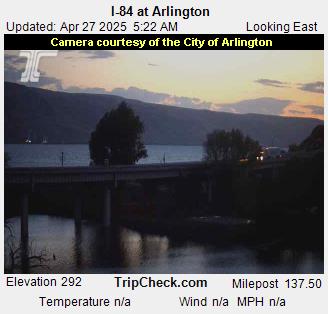 I-84 at Arlington
Updated: Apr 27 2025 5:22 AM Looking East
Camera courtesy of the City of Arlington
Elevation 292 TripCheck.com Milepost 137.50
Temperature n/a Wind n/a MPH n/a